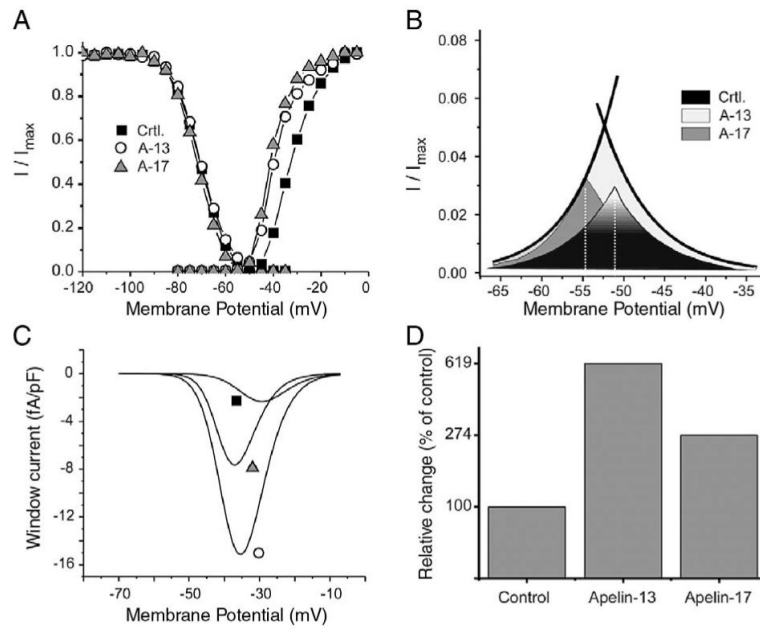 A
I / Imax
1.0
0.8
0.6
0.4
0.2
0.0
Crtl.
A-13
A-17
-120 -100 -80 -60 -40 -20 0
Membrane Potential (mV)
B
I / Imax
0.08
0.06
0.04
0.02
0.00
Crtl.
A-13
A-17
-65 -60 -55 -50 -45 -40 -35
Membrane Potential (mV)
C
Window current (fA/pF)
0
-4
-8
-12
-16
-70 -50 -30 -10
Membrane Potential (mV)
D
Relative change (% of control)
619
274
100
Control Apelin-13 Apelin-17